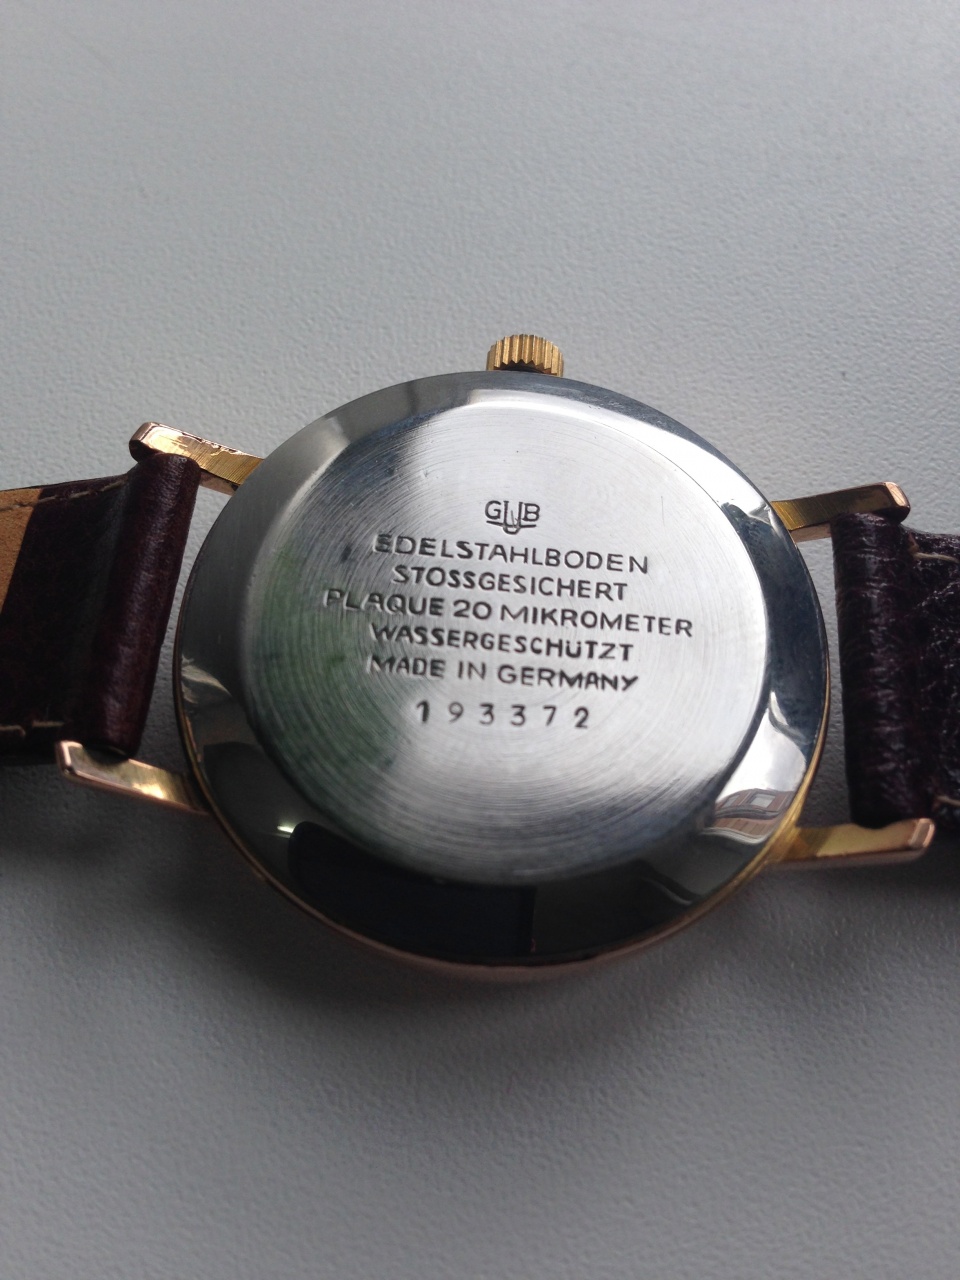 GUB
EDELSTAHLBODEN
STOSSGESICHERT
PLAQUE 20 MIKROMETER
WASSERGESCHÜTZT
MADE IN GERMANY
193372